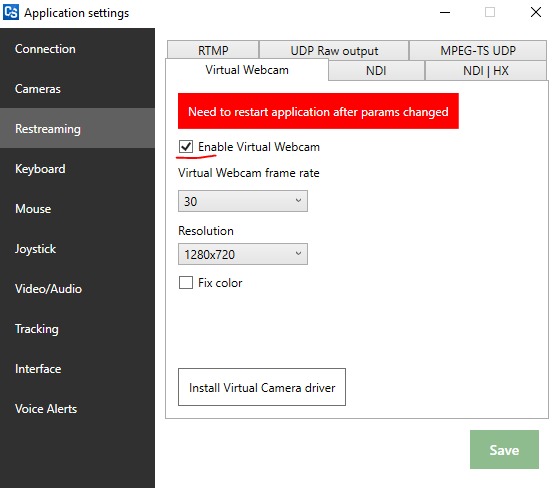 CS Application settings
Connection
Cameras
Restreaming
Keyboard
Mouse
Joystick
Video/Audio
Tracking
Interface
Voice Alerts
RTMP UDP Raw output MPEG-TS UDP
Virtual Webcam NDI NDI | HX
Need to restart application after params changed
Enable Virtual Webcam
Virtual Webcam frame rate
30
Resolution
1280x720
Fix color
Install Virtual Camera driver
Save